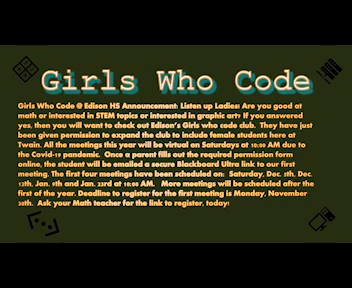 Girls Who Code
Girls Who Code @ Edison HS Announcement: Listen up Ladies! Are you good at
math or interested in STEM topics or interested in graphic art? If you answered
yes, then you will want to check out Edison's Girls who code club. They have just
been given permission to expand the club to include female students here at
Twain. All the meetings this year will be virtual on Saturdays at 10:00 AM due to
the Covid-19 pandemic. Once a parent fills out the required permission form
online, the student will be emailed a secure Blackboard Ultra link to our first
meeting. The first four meetings have been scheduled on: Saturday, Dec. 5th, Dec.
12th, Jan. 9th and Jan. 23rd at 10:00 AM. More meetings will be scheduled after the
first of the year. Deadline to register for the first meeting is Monday, November
30th. Ask your Math teacher for the link to register, today!